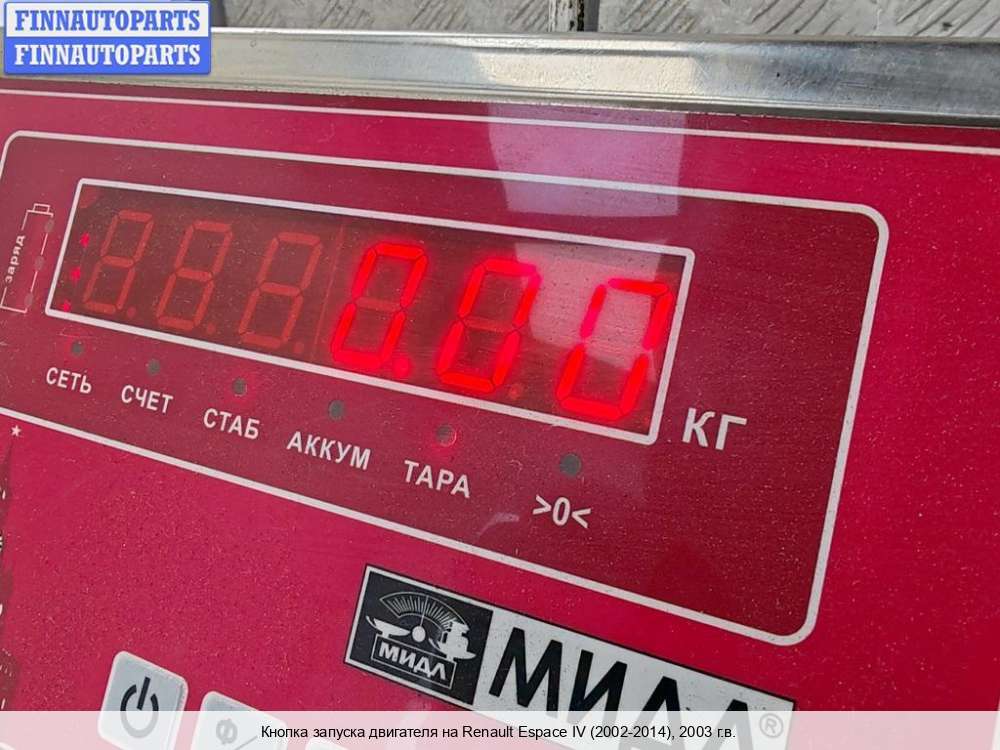 FINNAUTOPARTS
FINNAUTOPARTS
заряд
0.00
КГ
СЕТЬ СЧЕТ СТАБ АККУМ ТАРА >0<
МИДЛ
МИДЛ®
Кнопка запуска двигателя на Renault Espace IV (2002-2014), 2003 г.в.